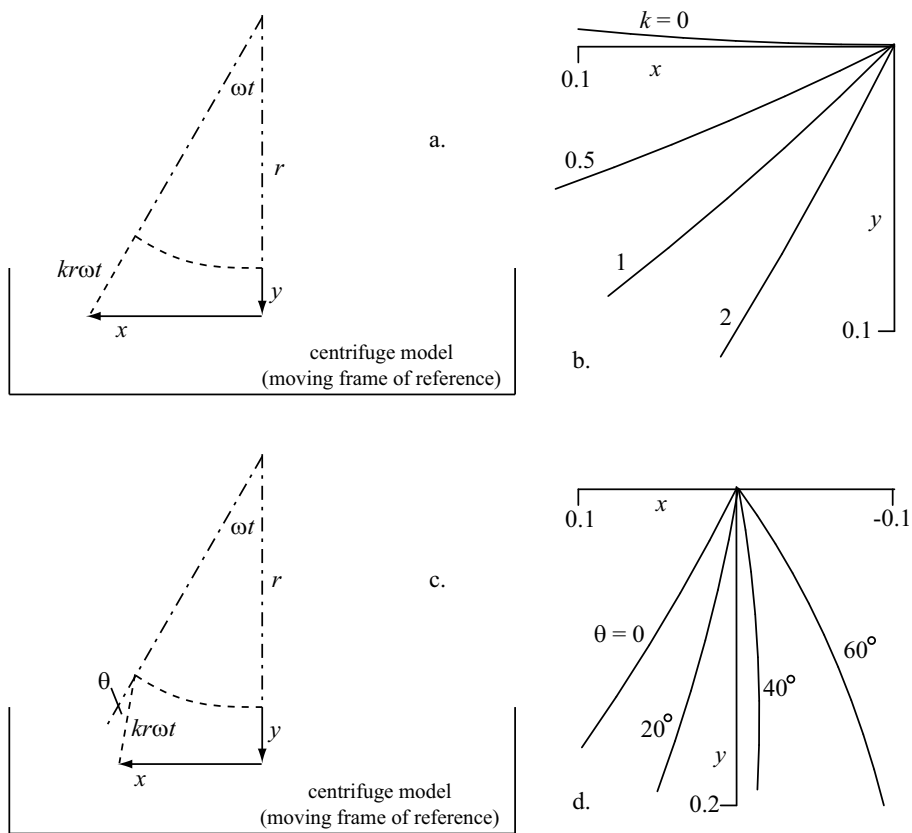 ωt
a.
r
krωt
y
x
centrifuge model
(moving frame of reference)
k = 0
0.1
x
0.5
y
1
2
0.1
b.
ωt
c.
r
θ
krωt
y
x
centrifuge model
(moving frame of reference)
0.1
x
-0.1
θ = 0
60°
40°
20°
y
0.2
d.